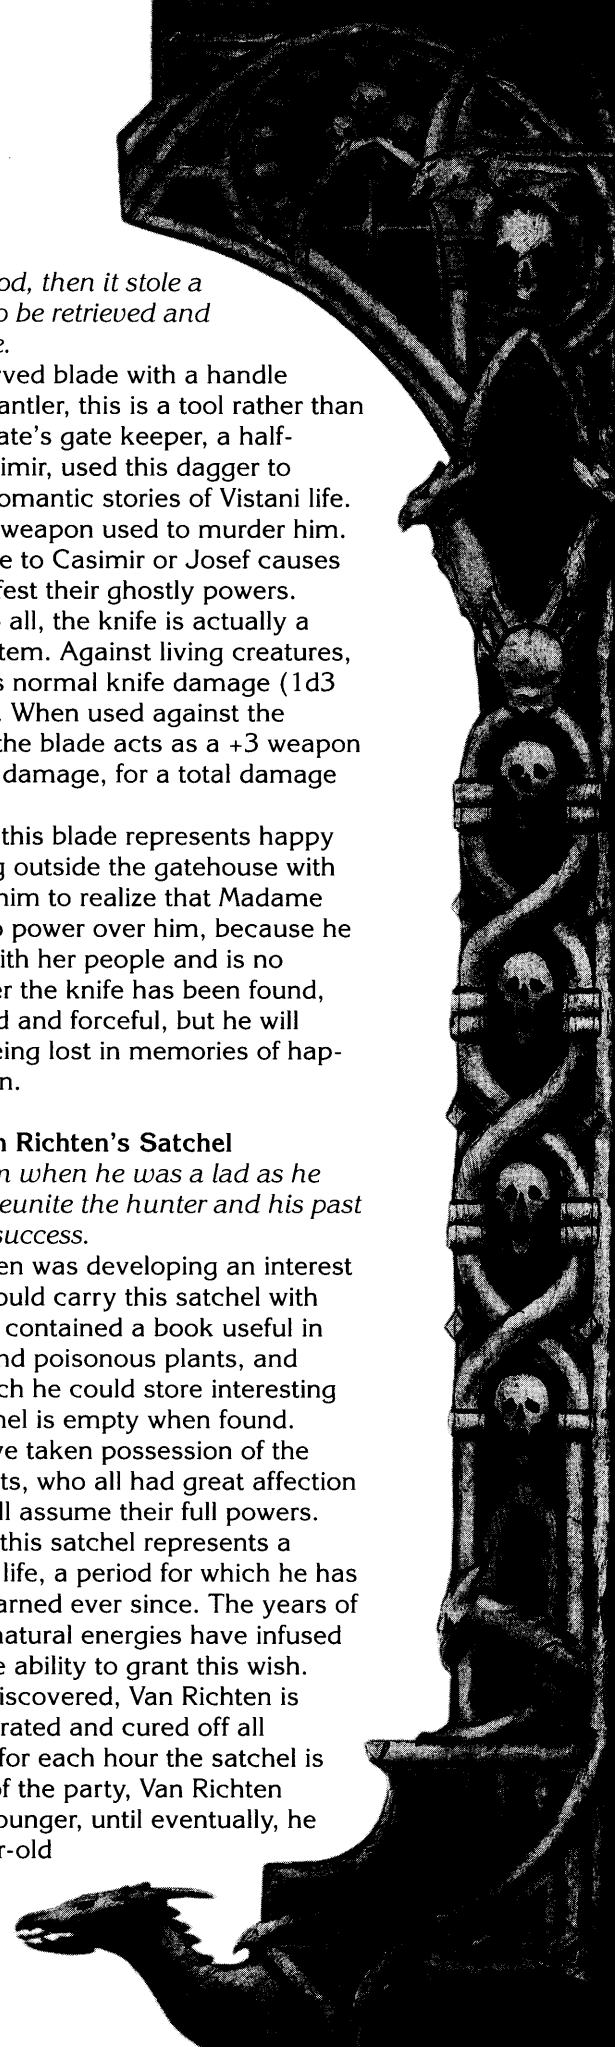 od, then it stole a
o be retrieved and
e.
rved blade with a handle
antler, this is a tool rather than
ate's gate keeper, a half-
imir, used this dagger to
omantic stories of Vistani life.
weapon used to murder him.
e to Casimir or Josef causes
fest their ghostly powers.
all, the knife is actually a
tem. Against living creatures,
s normal knife damage (1d3
. When used against the
the blade acts as a +3 weapon
damage, for a total damage
this blade represents happy
g outside the gatehouse with
him to realize that Madame
o power over him, because he
ith her people and is no
er the knife has been found,
d and forceful, but he will
eing lost in memories of hap-
n.
n Richten's Satchel
n when he was a lad as he
eunite the hunter and his past
success.
en was developing an interest
ould carry this satchel with
contained a book useful in
nd poisonous plants, and
ch he could store interesting
hel is empty when found.
ve taken possession of the
ts, who all had great affection
ll assume their full powers.
this satchel represents a
life, a period for which he has
arned ever since. The years of
natural energies have infused
e ability to grant this wish.
iscovered, Van Richten is
rated and cured off all
for each hour the satchel is
of the party, Van Richten
ounger, until eventually, he
r-old